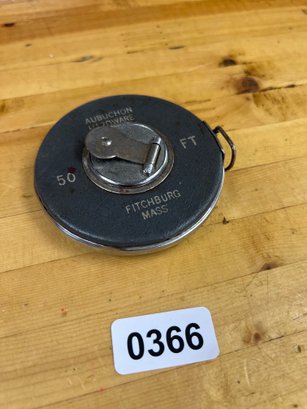 AUBUCHON
HARDWARE
50 FT
FITCHBURG
MASS
0366